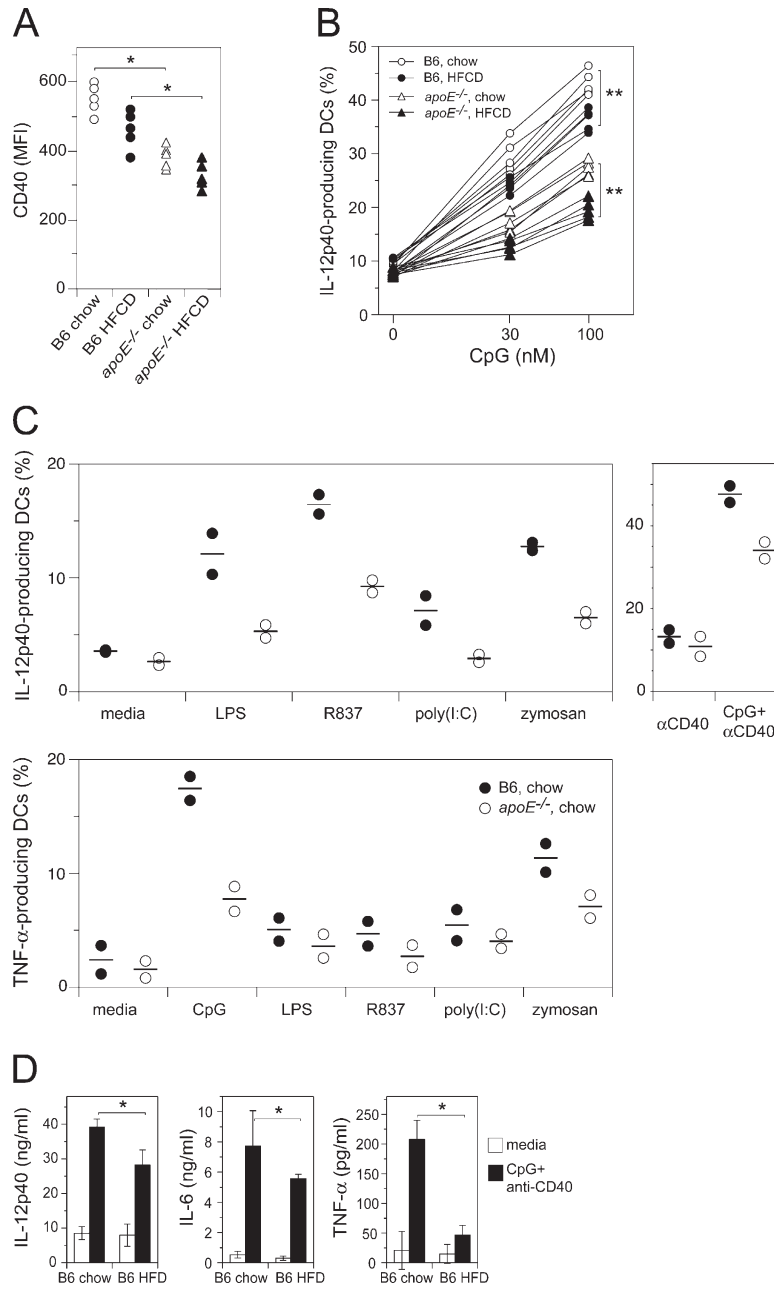 A
CD40 (MFI)
600
400
200
0
*
*
B6 chow
B6 HFCD
apoE-/- chow
apoE-/- HFCD
B
IL-12p40-producing DCs (%)
50
40
30
20
10
0
B6, chow
B6, HFCD
apoE-/-, chow
apoE-/-, HFCD
**
**
0
30
100
CpG (nM)
C
IL-12p40-producing DCs (%)
20
10
0
media
LPS
R837
poly(I:C)
zymosan
40
20
0
αCD40
CpG+
αCD40
TNF-α-producing DCs (%)
20
10
0
B6, chow
apoE-/-, chow
media
CpG
LPS
R837
poly(I:C)
zymosan
D
IL-12p40 (ng/ml)
40
30
20
10
0
*
B6 chow
B6 HFD
IL-6 (ng/ml)
10
8
6
4
2
0
*
B6 chow
B6 HFD
TNF-α (pg/ml)
250
200
150
100
50
0
*
B6 chow
B6 HFD
media
CpG+
anti-CD40